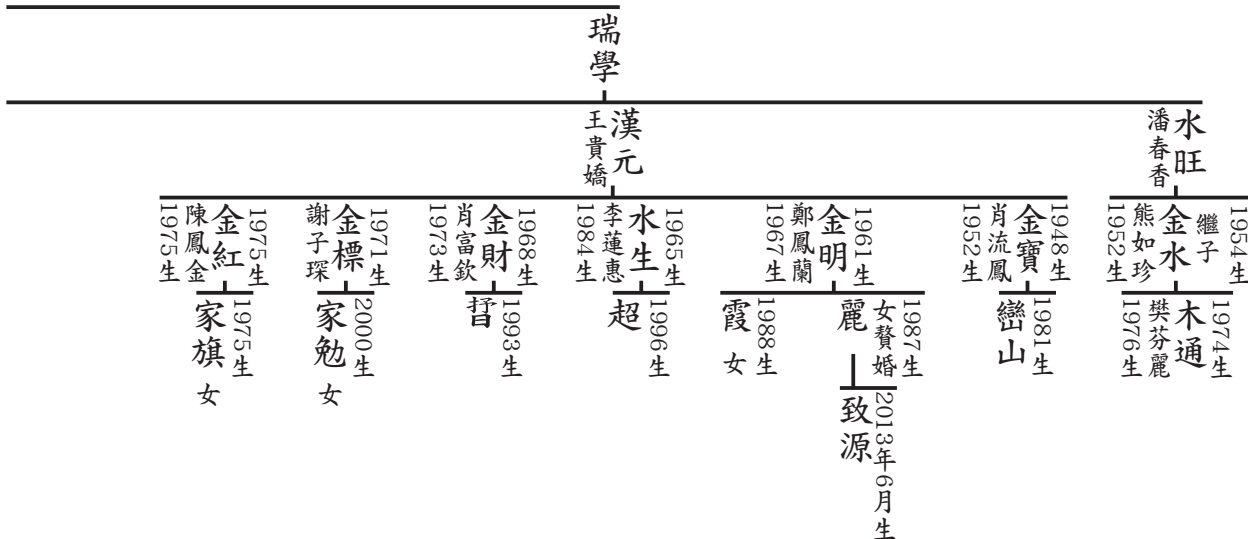 瑞學
水旺
潘春香
漢元
王貴嬌
1954生
繼子
金水
熊如珍
1952生
1948生
金寶
肖流鳳
1952生
1961生
金明
鄭鳳蘭
1967生
1965生
水生
李蓮惠
1984生
1968生
金財
肖富欽
1973生
1971生
金標
謝子琛
1975生
金紅
陳鳳金
1975生
1974生
木通
樊芬麗
1976生
1981生
巒山
1987生
女贅婚
麗
霞 女
1988生
1996生
超
1993生
2000生
家勉 女
1975生
家旗 女
2013年6月生
致源